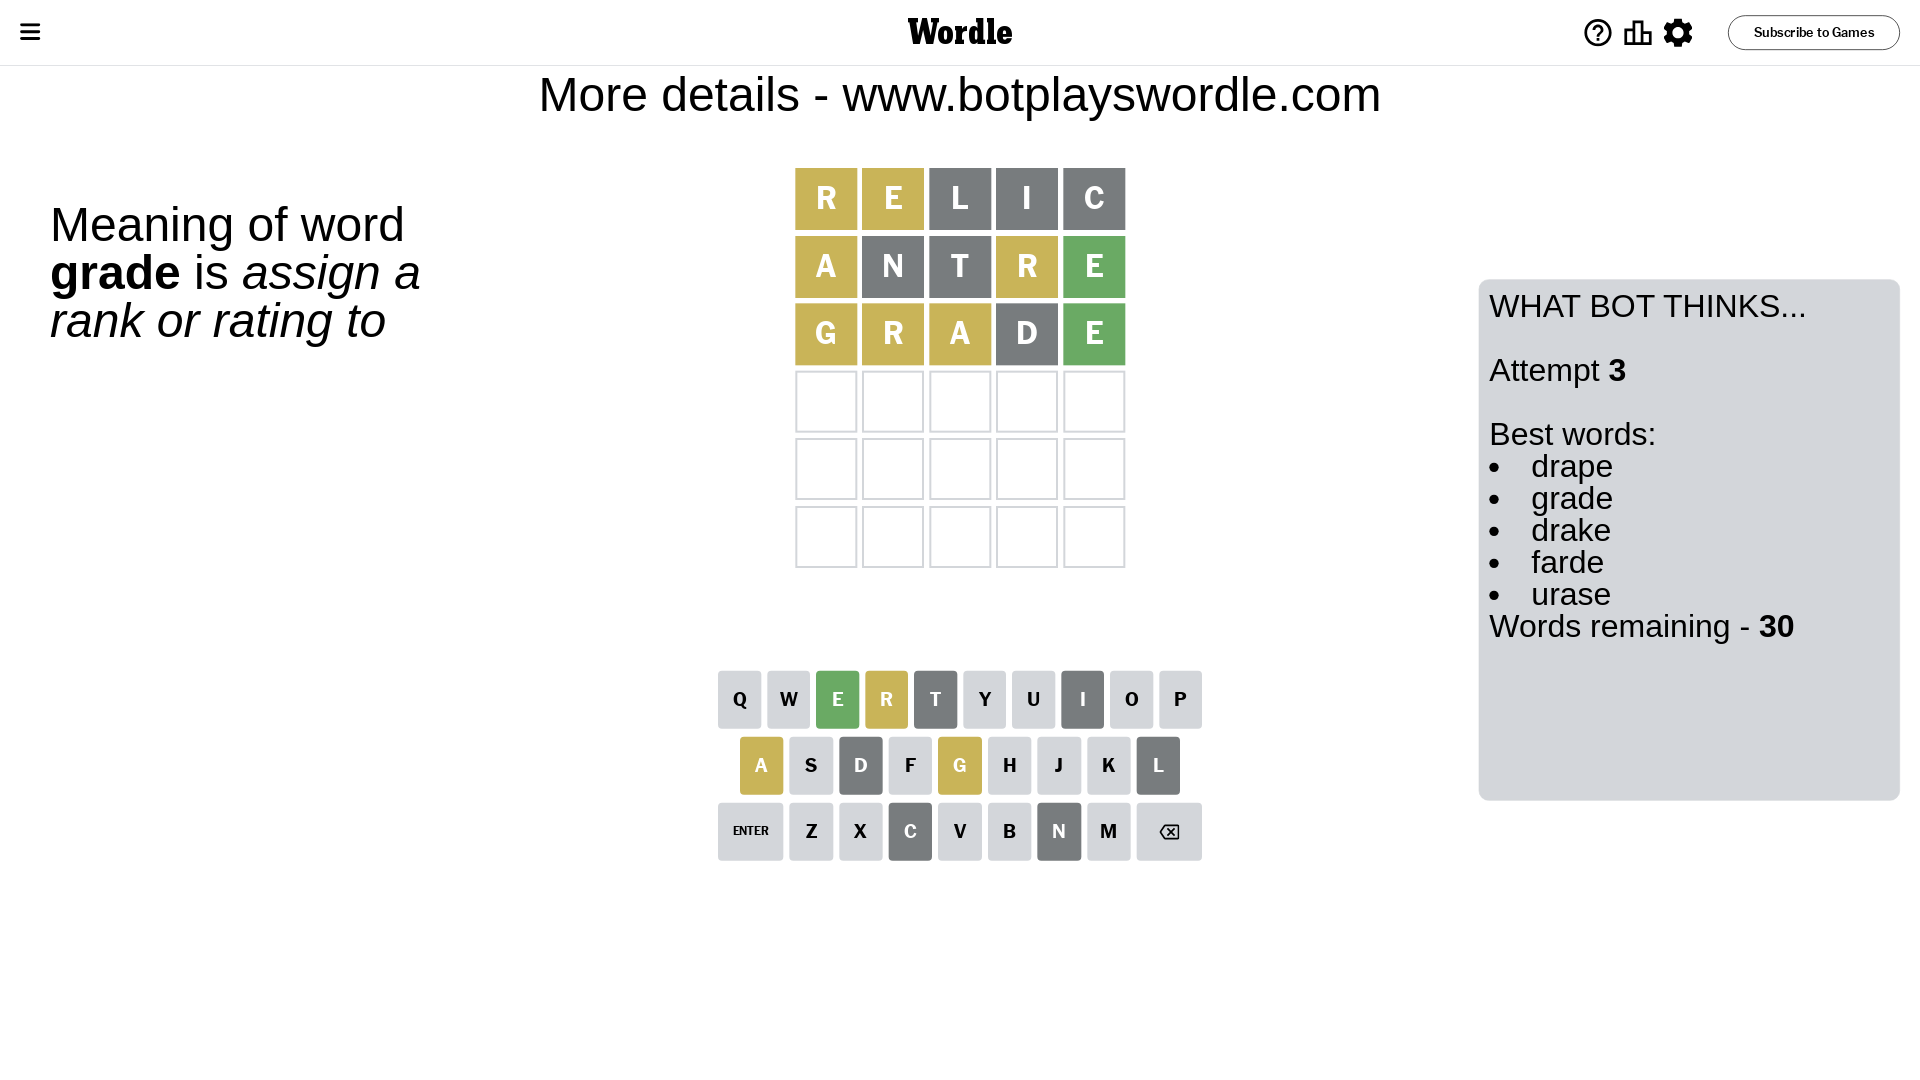 Wordle
Subscribe to Games
More details - www.botplayswordle.com
Meaning of word
grade is assign a
rank or rating to
R E L I C
A N T R E
G R A D E
WHAT BOT THINKS...
Attempt 3
Best words:
• drape
• grade
• drake
• farde
• urase
Words remaining - 30
Q W E R T Y U I O P
A S D F G H J K L
ENTER Z X C V B N M